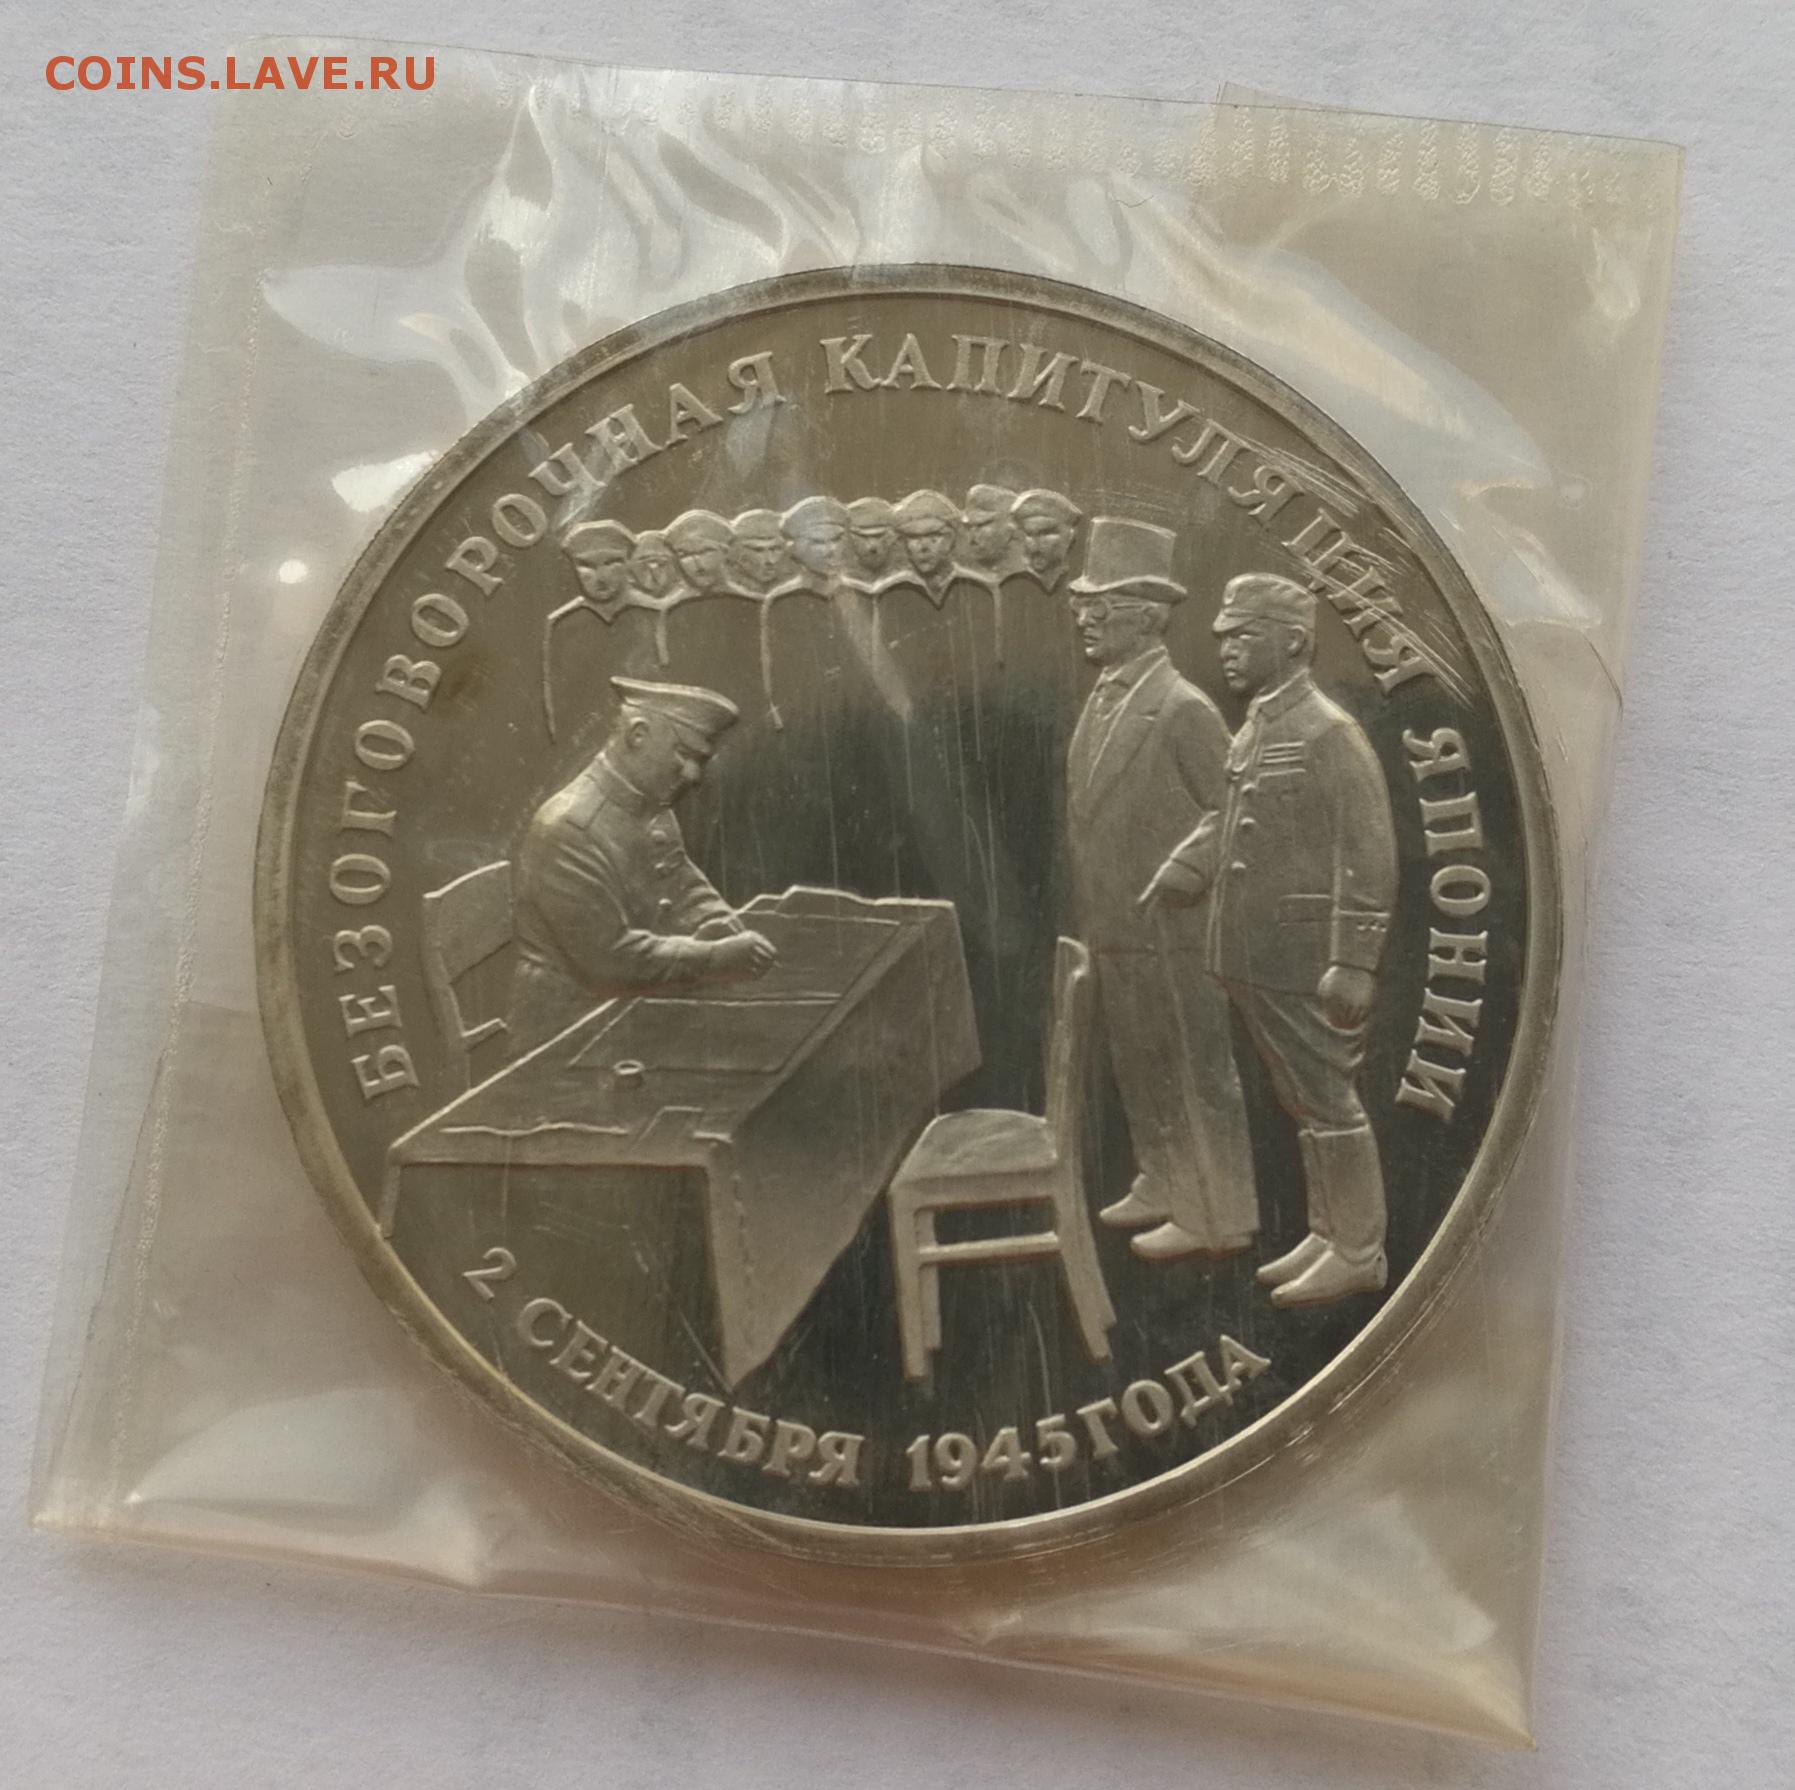 COINS.LAVE.RU
БЕЗОГОВОРОЧНАЯ КАПИТУЛЯЦИЯ ЯПОНИИ
2 СЕНТЯБРЯ 1945 ГОДА